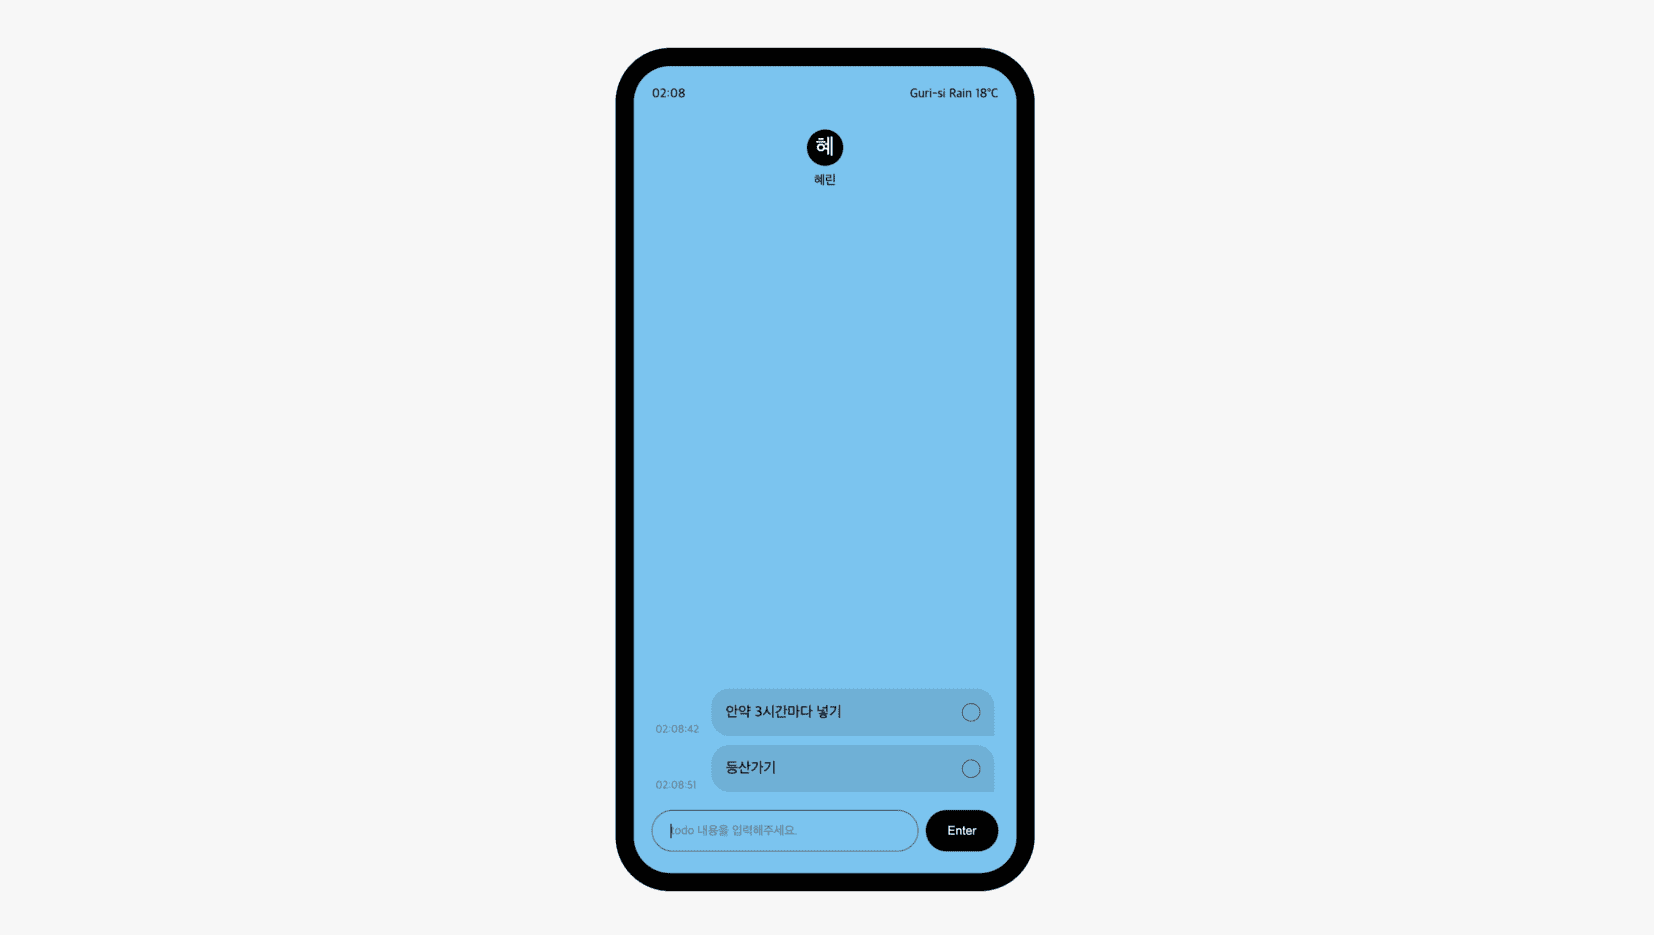 02:08
Guri-si Rain 18°C
혜
혜린
안약 3시간마다 넣기
02:08:42
등산가기
02:08:51
todo 내용을 입력해주세요.
Enter